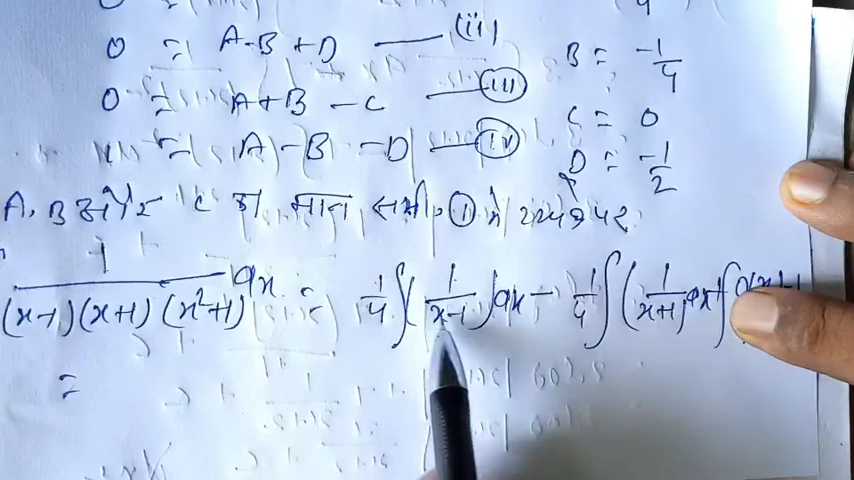 0 = A-B+D —— (ii)
B = -1/4
0 = A+B-C —— (iii)
C = 0
1 = A-B-D —— (iv)
D = -1/2
A, B और C का मान समी० (i) में रखने पर
1/((x-1)(x+1)(x²+1)) dx = 1/4 ∫(1/(x-1))dx - 1/4 ∫(1/(x+1))dx + ∫
=